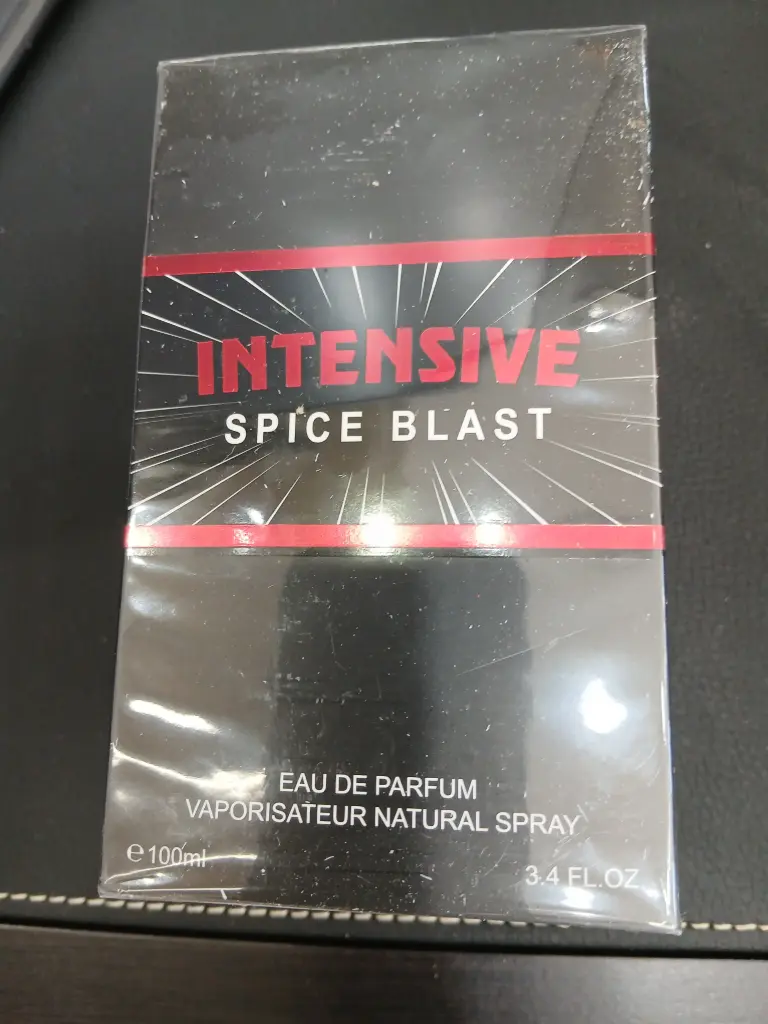 INTENSIVE
SPICE BLAST
EAU DE PARFUM
VAPORISATEUR NATURAL SPRAY
℮100ml
3.4 FL.OZ